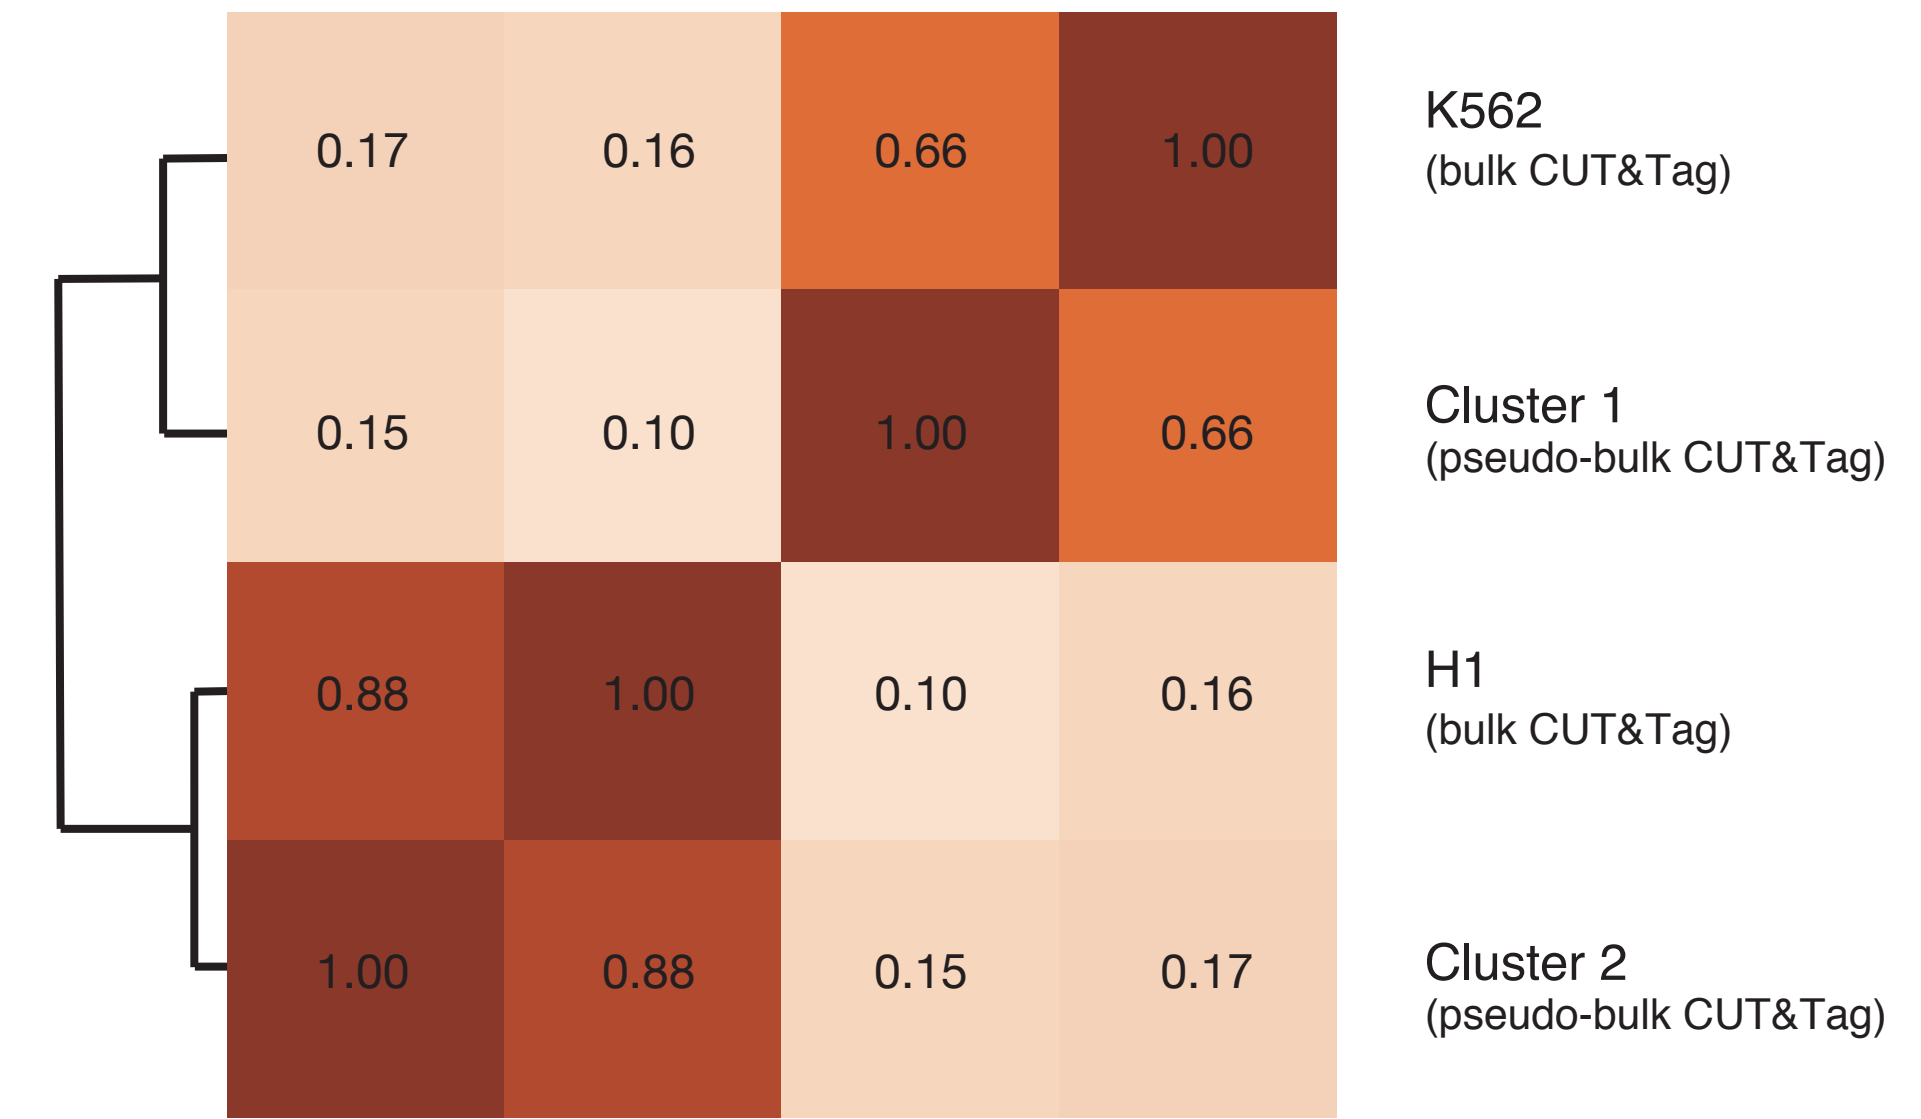 0.17 0.16 0.66 1.00 K562
(bulk CUT&Tag)
0.15 0.10 1.00 0.66 Cluster 1
(pseudo-bulk CUT&Tag)
0.88 1.00 0.10 0.16 H1
(bulk CUT&Tag)
1.00 0.88 0.15 0.17 Cluster 2
(pseudo-bulk CUT&Tag)